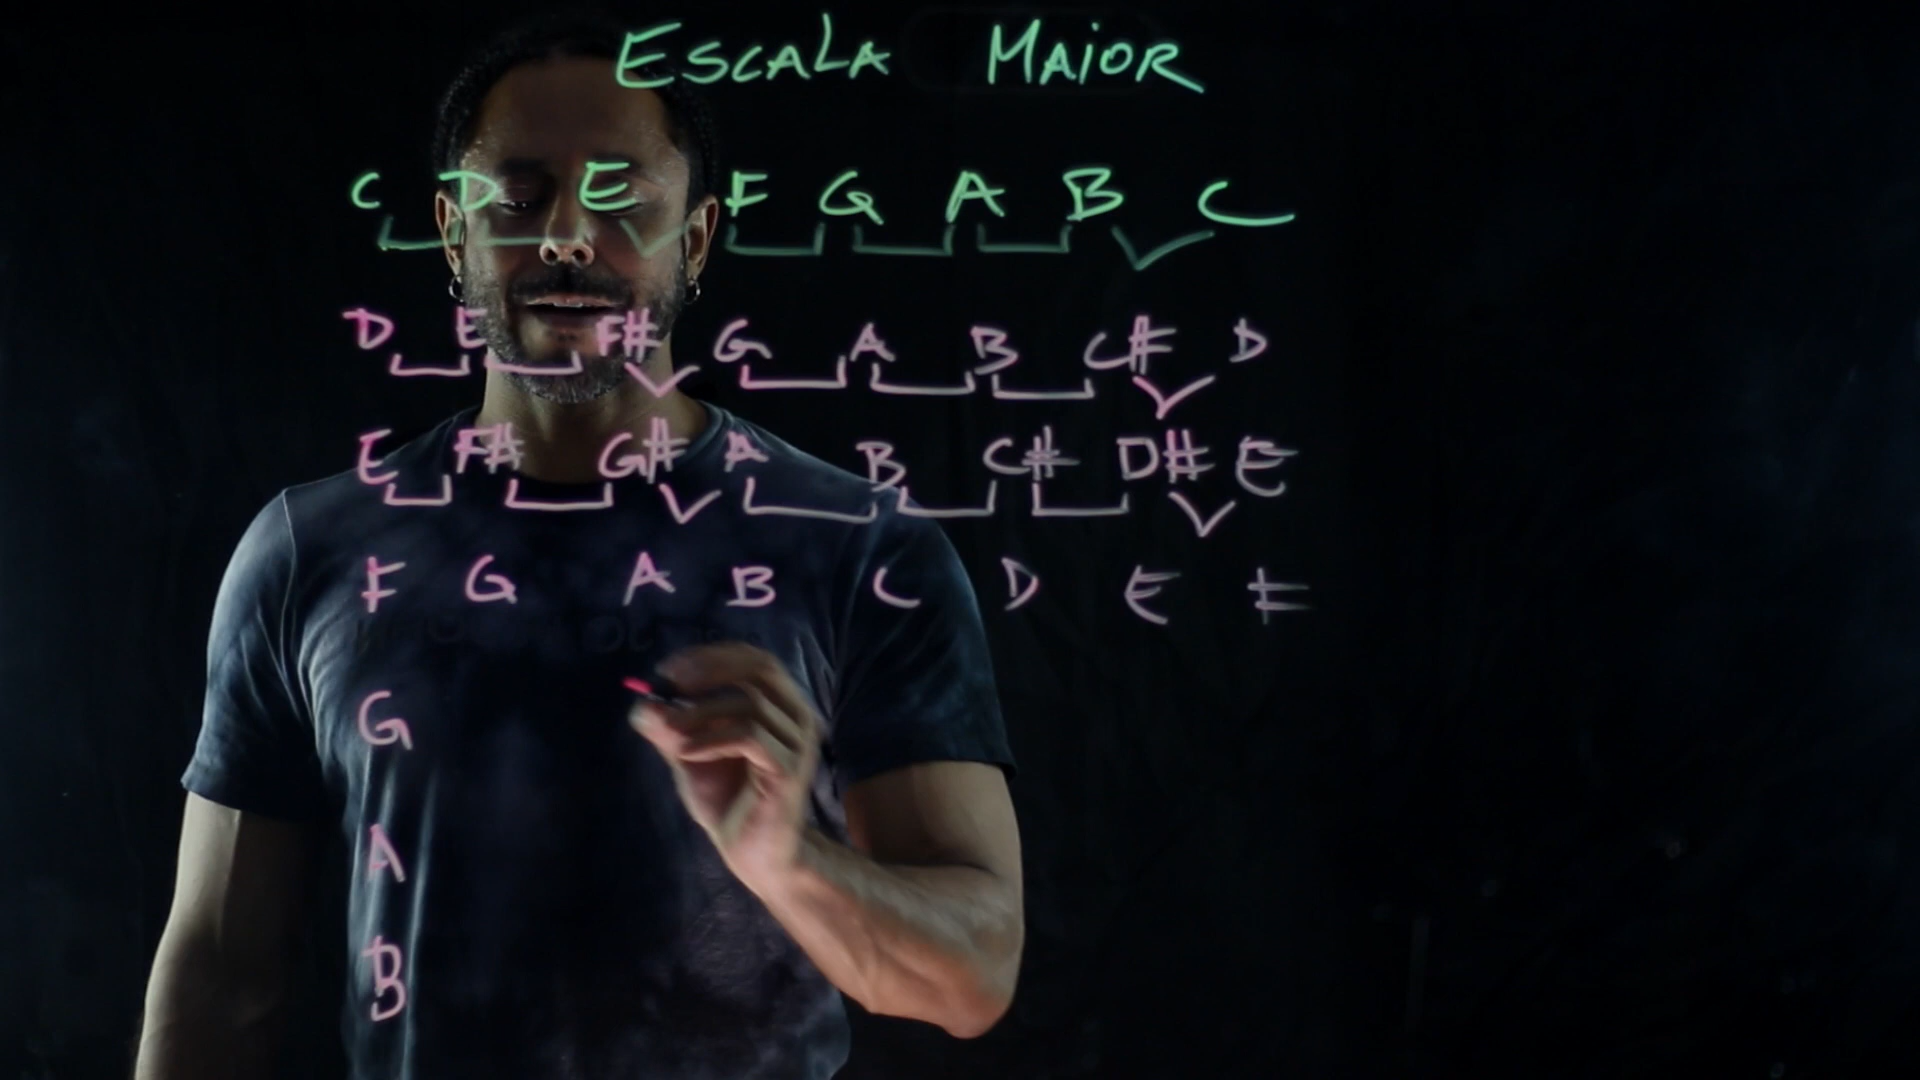 ESCALA MAIOR
C D E F G A B C
D E F# G A B C# D
E F# G# A B C# D# E
F G A B C D E F
G
A
B